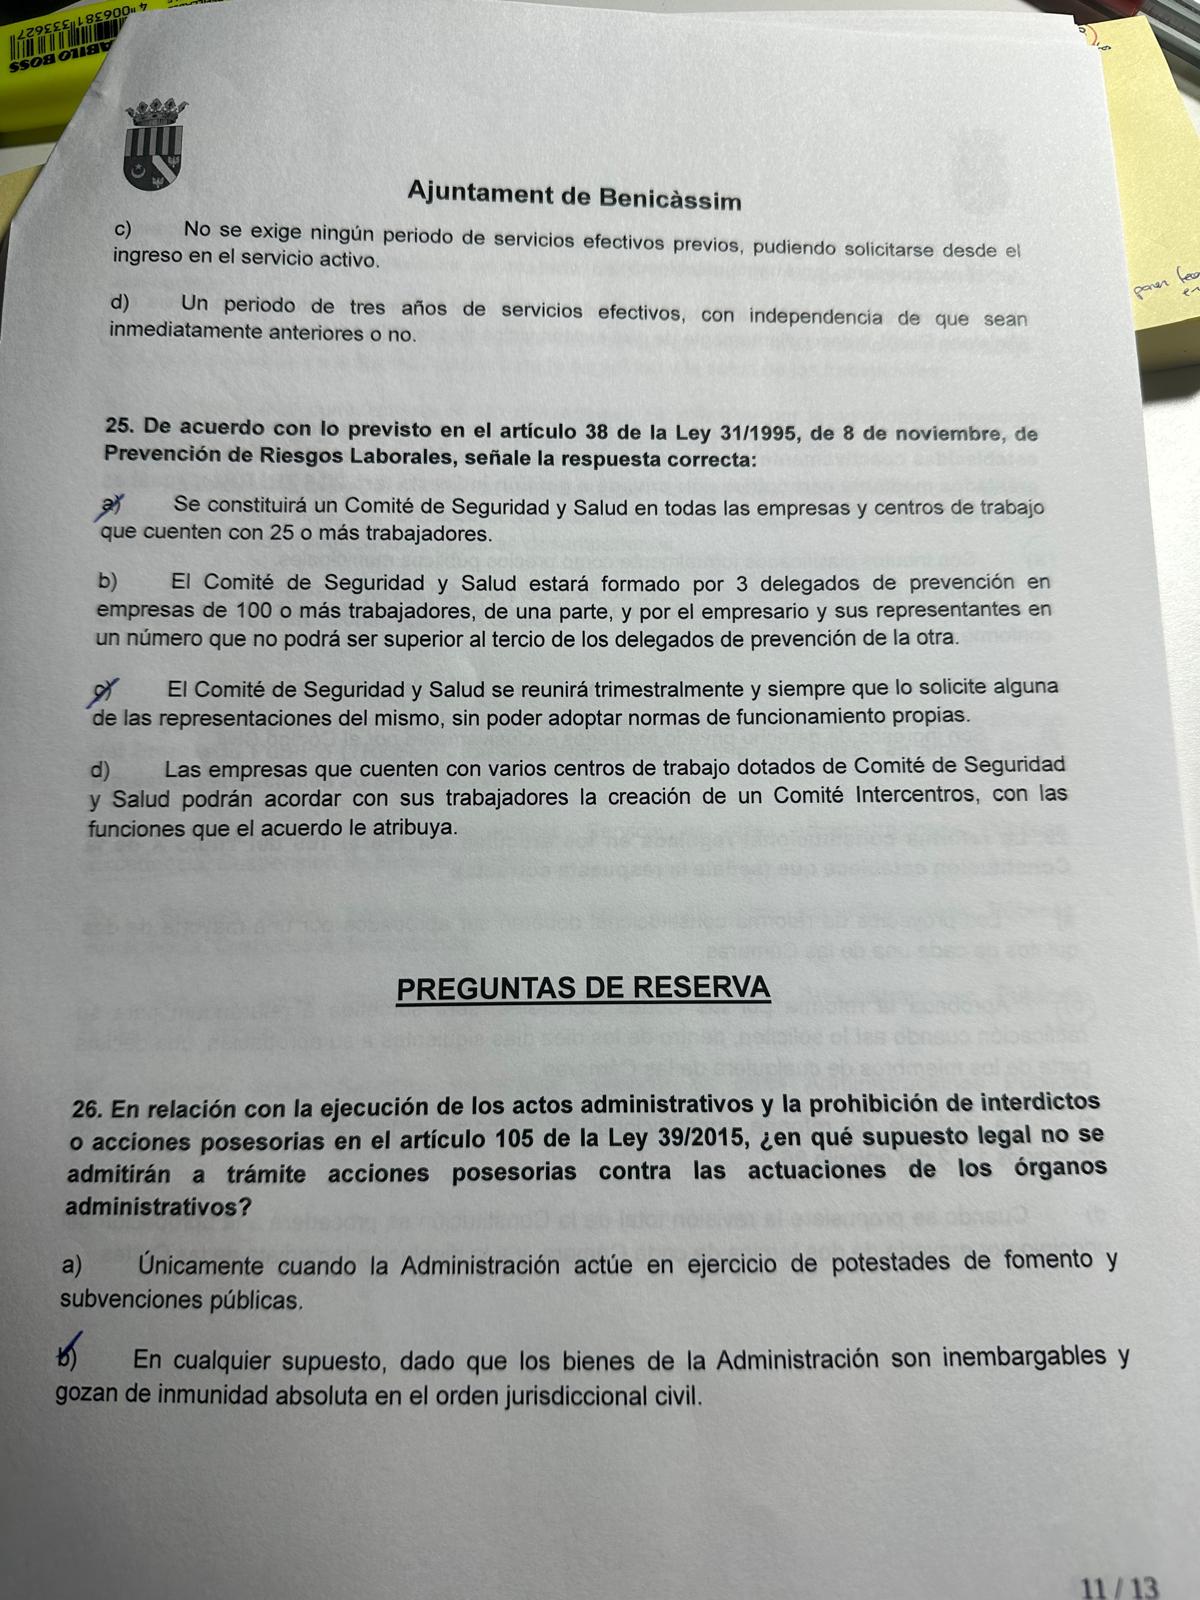 4 006381 333627
STABILO BOSS
Ajuntament de Benicàssim
c) No se exige ningún periodo de servicios efectivos previos, pudiendo solicitarse desde el
ingreso en el servicio activo.
d) Un periodo de tres años de servicios efectivos, con independencia de que sean
inmediatamente anteriores o no.
25. De acuerdo con lo previsto en el artículo 38 de la Ley 31/1995, de 8 de noviembre, de
Prevención de Riesgos Laborales, señale la respuesta correcta:
a) Se constituirá un Comité de Seguridad y Salud en todas las empresas y centros de trabajo
que cuenten con 25 o más trabajadores.
b) El Comité de Seguridad y Salud estará formado por 3 delegados de prevención en
empresas de 100 o más trabajadores, de una parte, y por el empresario y sus representantes en
un número que no podrá ser superior al tercio de los delegados de prevención de la otra.
c) El Comité de Seguridad y Salud se reunirá trimestralmente y siempre que lo solicite alguna
de las representaciones del mismo, sin poder adoptar normas de funcionamiento propias.
d) Las empresas que cuenten con varios centros de trabajo dotados de Comité de Seguridad
y Salud podrán acordar con sus trabajadores la creación de un Comité Intercentros, con las
funciones que el acuerdo le atribuya.
PREGUNTAS DE RESERVA
26. En relación con la ejecución de los actos administrativos y la prohibición de interdictos
o acciones posesorias en el artículo 105 de la Ley 39/2015, ¿en qué supuesto legal no se
admitirán a trámite acciones posesorias contra las actuaciones de los órganos
administrativos?
a) Únicamente cuando la Administración actúe en ejercicio de potestades de fomento y
subvenciones públicas.
b) En cualquier supuesto, dado que los bienes de la Administración son inembargables y
gozan de inmunidad absoluta en el orden jurisdiccional civil.
11 / 13